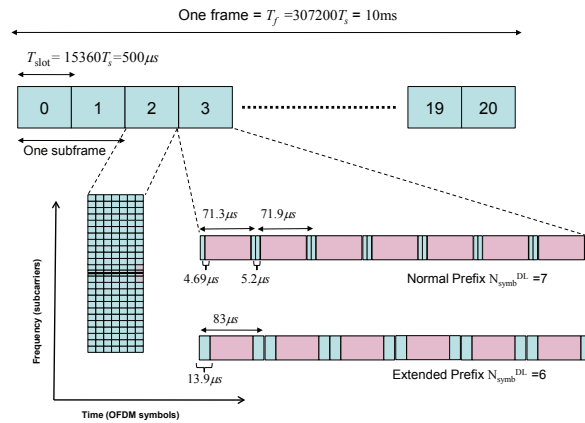 One frame = T_f =307200T_s = 10ms
T_slot= 15360T_s=500μs
0 1 2 3 19 20
One subframe
71.3μs 71.9μs
4.69μs 5.2μs
Normal Prefix N_symb^DL =7
83μs
13.9μs
Extended Prefix N_symb^DL =6
Frequency (subcarriers)
Time (OFDM symbols)